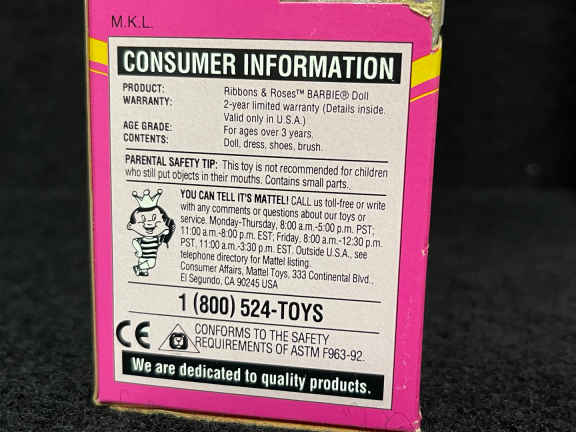 M.K.L.
CONSUMER INFORMATION
PRODUCT: Ribbons & Roses™ BARBIE® Doll
WARRANTY: 2-year limited warranty (Details inside.
Valid only in U.S.A.)
AGE GRADE: For ages over 3 years.
CONTENTS: Doll, dress, shoes, brush.
PARENTAL SAFETY TIP: This toy is not recommended for children
who still put objects in their mouths. Contains small parts.
YOU CAN TELL IT'S MATTEL! CALL us toll-free or write
with any comments or questions about our toys or
service. Monday-Thursday, 8:00 a.m.-5:00 p.m. PST;
11:00 a.m.-8:00 p.m. EST; Friday, 8:00 a.m.-12:30 p.m.
PST, 11:00 a.m.-3:30 p.m. EST. Outside U.S.A., see
telephone directory for Mattel listing.
Consumer Affairs, Mattel Toys, 333 Continental Blvd.,
El Segundo, CA 90245 USA
1 (800) 524-TOYS
CE
CONFORMS TO THE SAFETY
REQUIREMENTS OF ASTM F963-92.
We are dedicated to quality products.